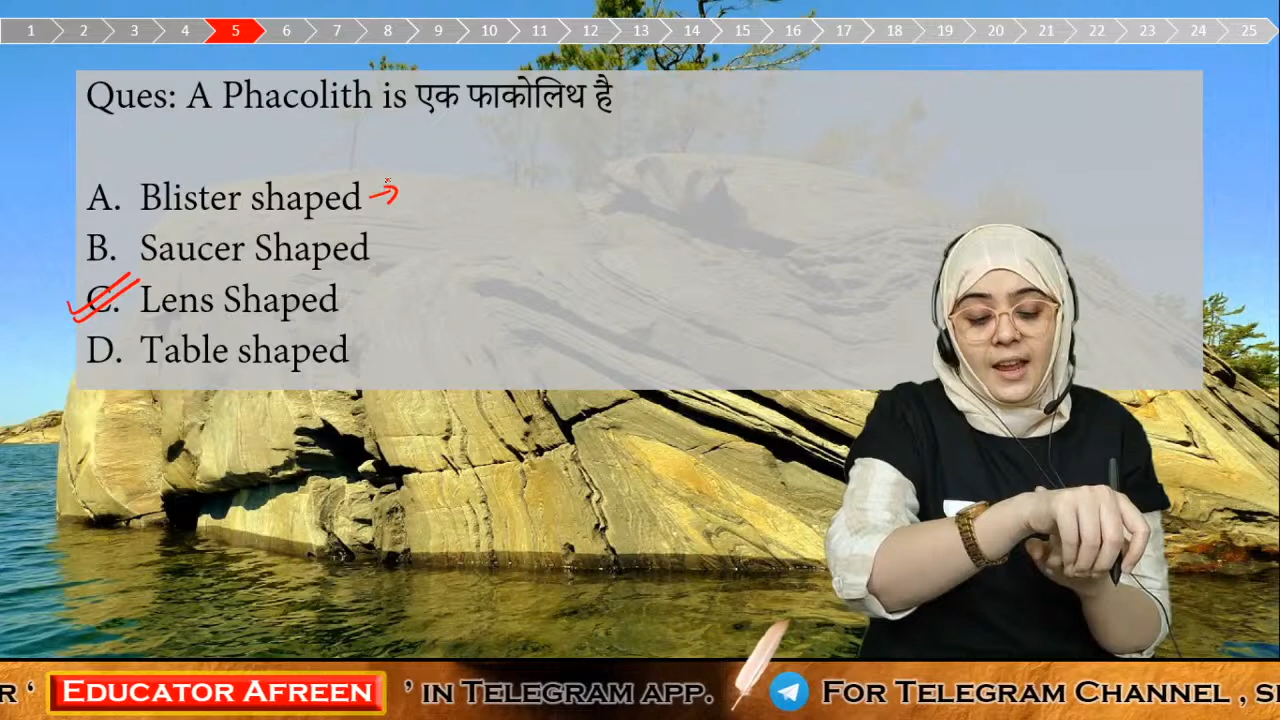 1 2 3 4 5 6 7 8 9 10 11 12 13 14 15 16 17 18 19 20 21 22 23 24 25
Ques: A Phacolith is एक फाकोलिथ है
A. Blister shaped
B. Saucer Shaped
C. Lens Shaped
D. Table shaped
R ‘ EDUCATOR AFREEN ’ IN TELEGRAM APP. FOR TELEGRAM CHANNEL , S